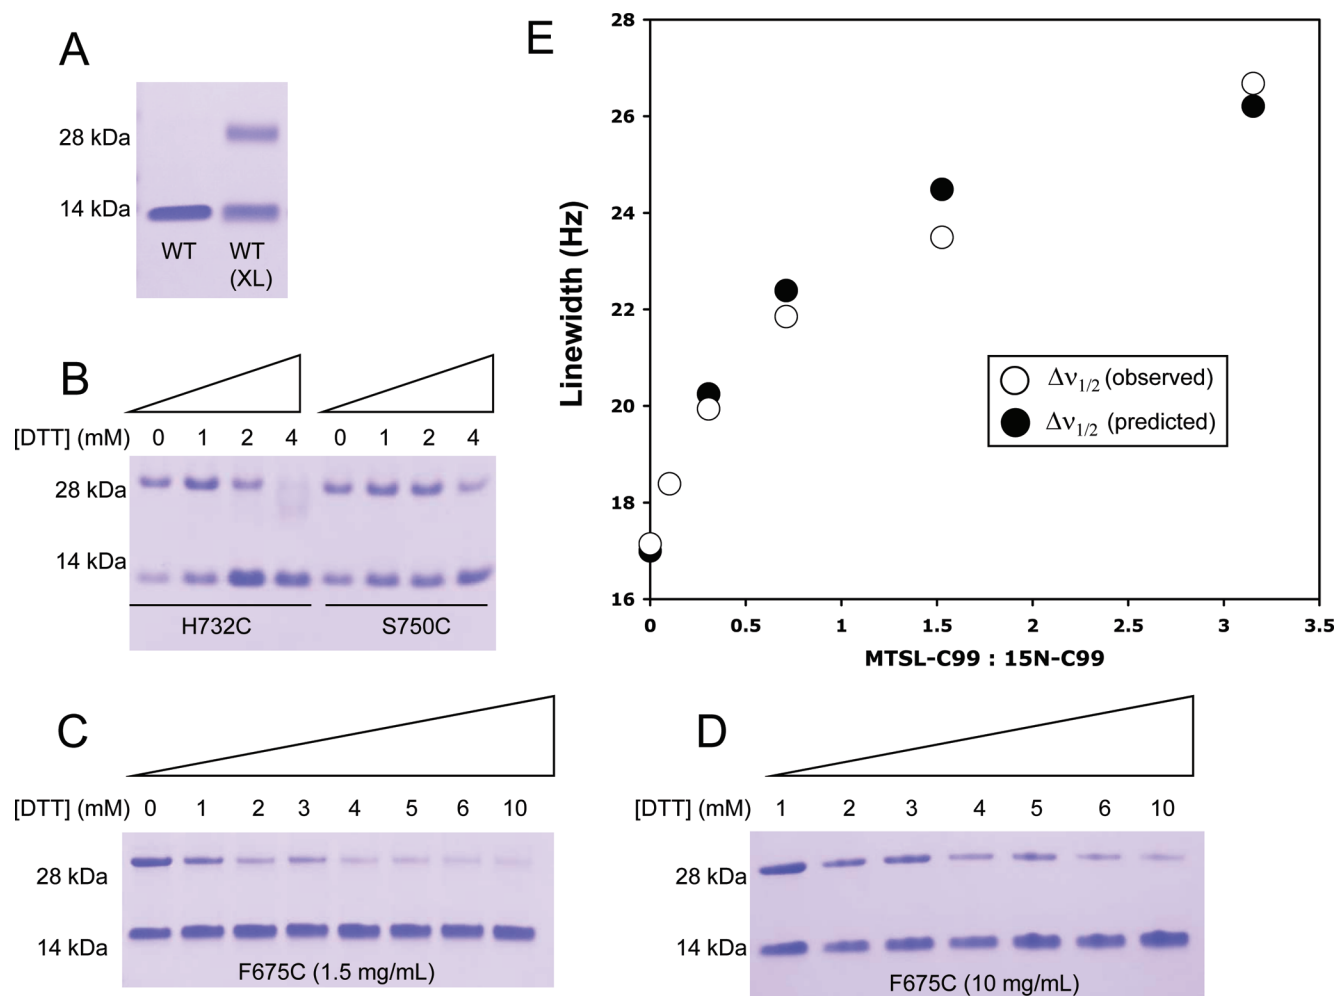 A
28 kDa
14 kDa
WT
WT
(XL)
B
[DTT] (mM) 0 1 2 4 0 1 2 4
28 kDa
14 kDa
H732C
S750C
E
28
26
24
22
20
18
16
Linewidth (Hz)
Δν1/2 (observed)
Δν1/2 (predicted)
0 0.5 1 1.5 2 2.5 3 3.5
MTSL-C99 : 15N-C99
C
[DTT] (mM) 0 1 2 3 4 5 6 10
28 kDa
14 kDa
F675C (1.5 mg/mL)
D
[DTT] (mM) 1 2 3 4 5 6 10
28 kDa
14 kDa
F675C (10 mg/mL)